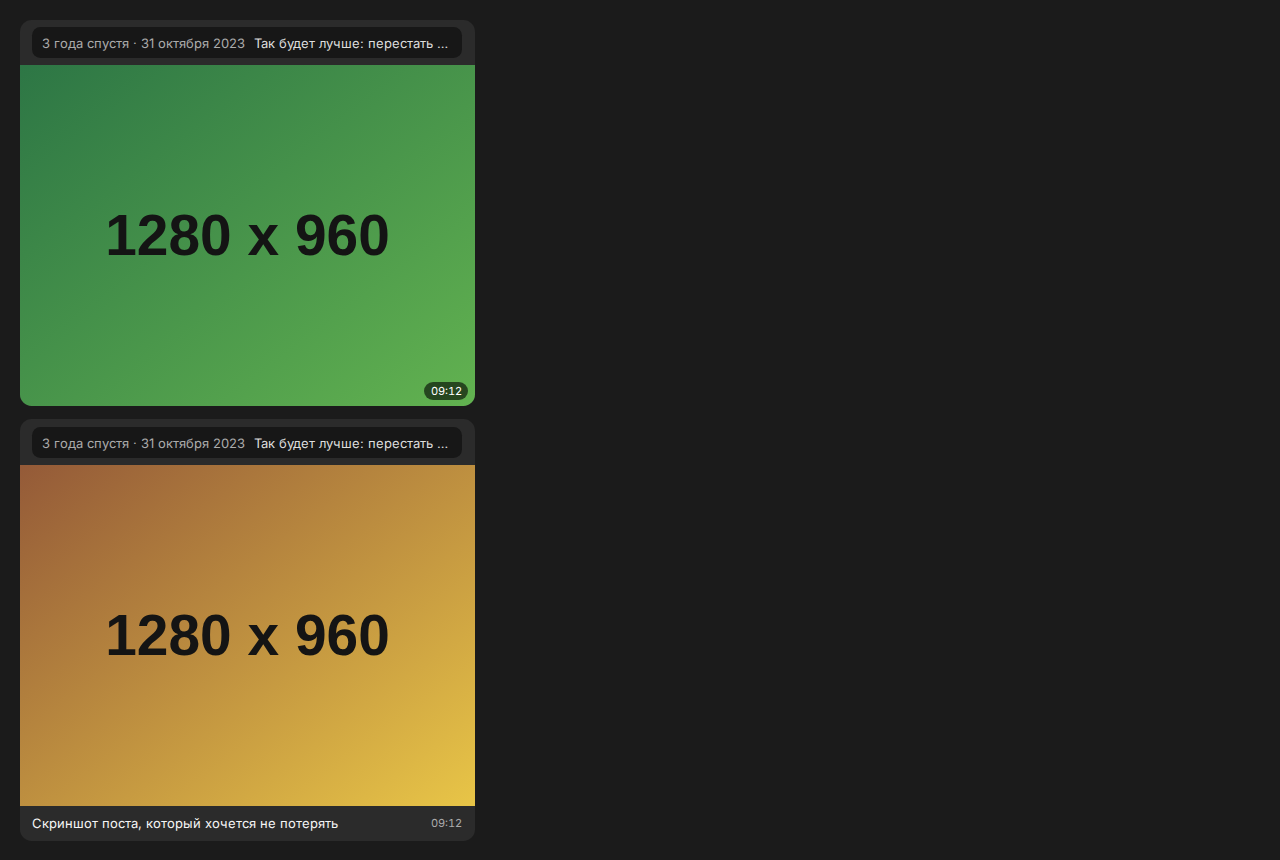 3 года спустя · 31 октября 2023 Так будет лучше: перестать ...
1280 x 960
09:12
3 года спустя · 31 октября 2023 Так будет лучше: перестать ...
1280 x 960
Скриншот поста, который хочется не потерять 09:12